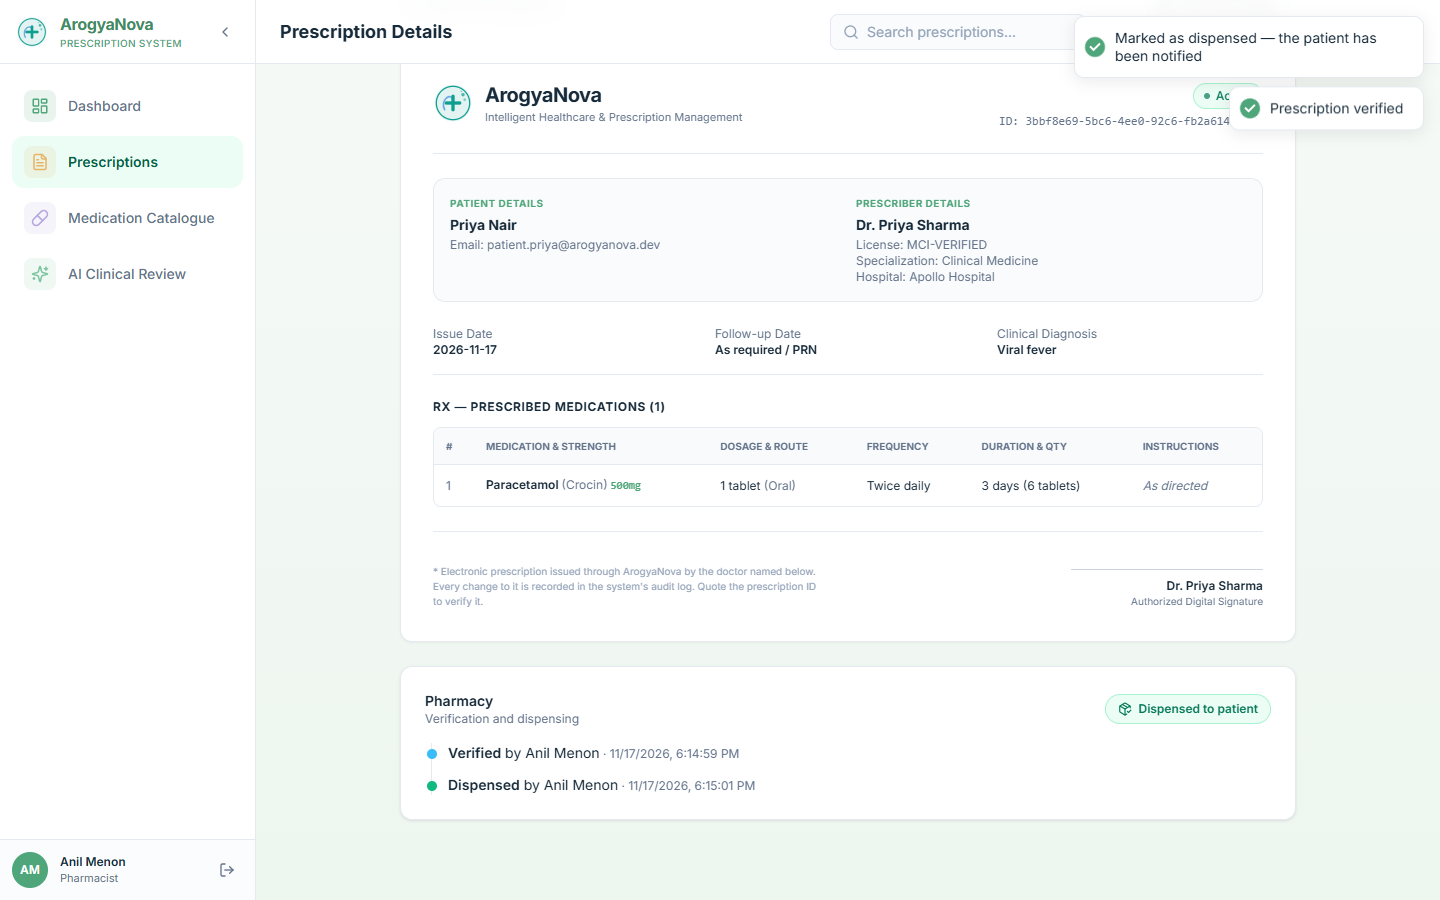 ArogyaNova
PRESCRIPTION SYSTEM
Dashboard
Prescriptions
Medication Catalogue
AI Clinical Review
AM
Anil Menon
Pharmacist
Prescription Details
Search prescriptions...
Marked as dispensed — the patient has
been notified
Prescription verified
ArogyaNova
Intelligent Healthcare & Prescription Management
ID: 3bbf8e69-5bc6-4ee0-92c6-fb2a614
PATIENT DETAILS
Priya Nair
Email: patient.priya@arogyanova.dev
PRESCRIBER DETAILS
Dr. Priya Sharma
License: MCI-VERIFIED
Specialization: Clinical Medicine
Hospital: Apollo Hospital
Issue Date
2026-11-17
Follow-up Date
As required / PRN
Clinical Diagnosis
Viral fever
RX — PRESCRIBED MEDICATIONS (1)
# MEDICATION & STRENGTH DOSAGE & ROUTE FREQUENCY DURATION & QTY INSTRUCTIONS
1 Paracetamol (Crocin) 500mg 1 tablet (Oral) Twice daily 3 days (6 tablets) As directed
* Electronic prescription issued through ArogyaNova by the doctor named below.
Every change to it is recorded in the system's audit log. Quote the prescription ID
to verify it.
Dr. Priya Sharma
Authorized Digital Signature
Pharmacy
Verification and dispensing
Dispensed to patient
Verified by Anil Menon · 11/17/2026, 6:14:59 PM
Dispensed by Anil Menon · 11/17/2026, 6:15:01 PM